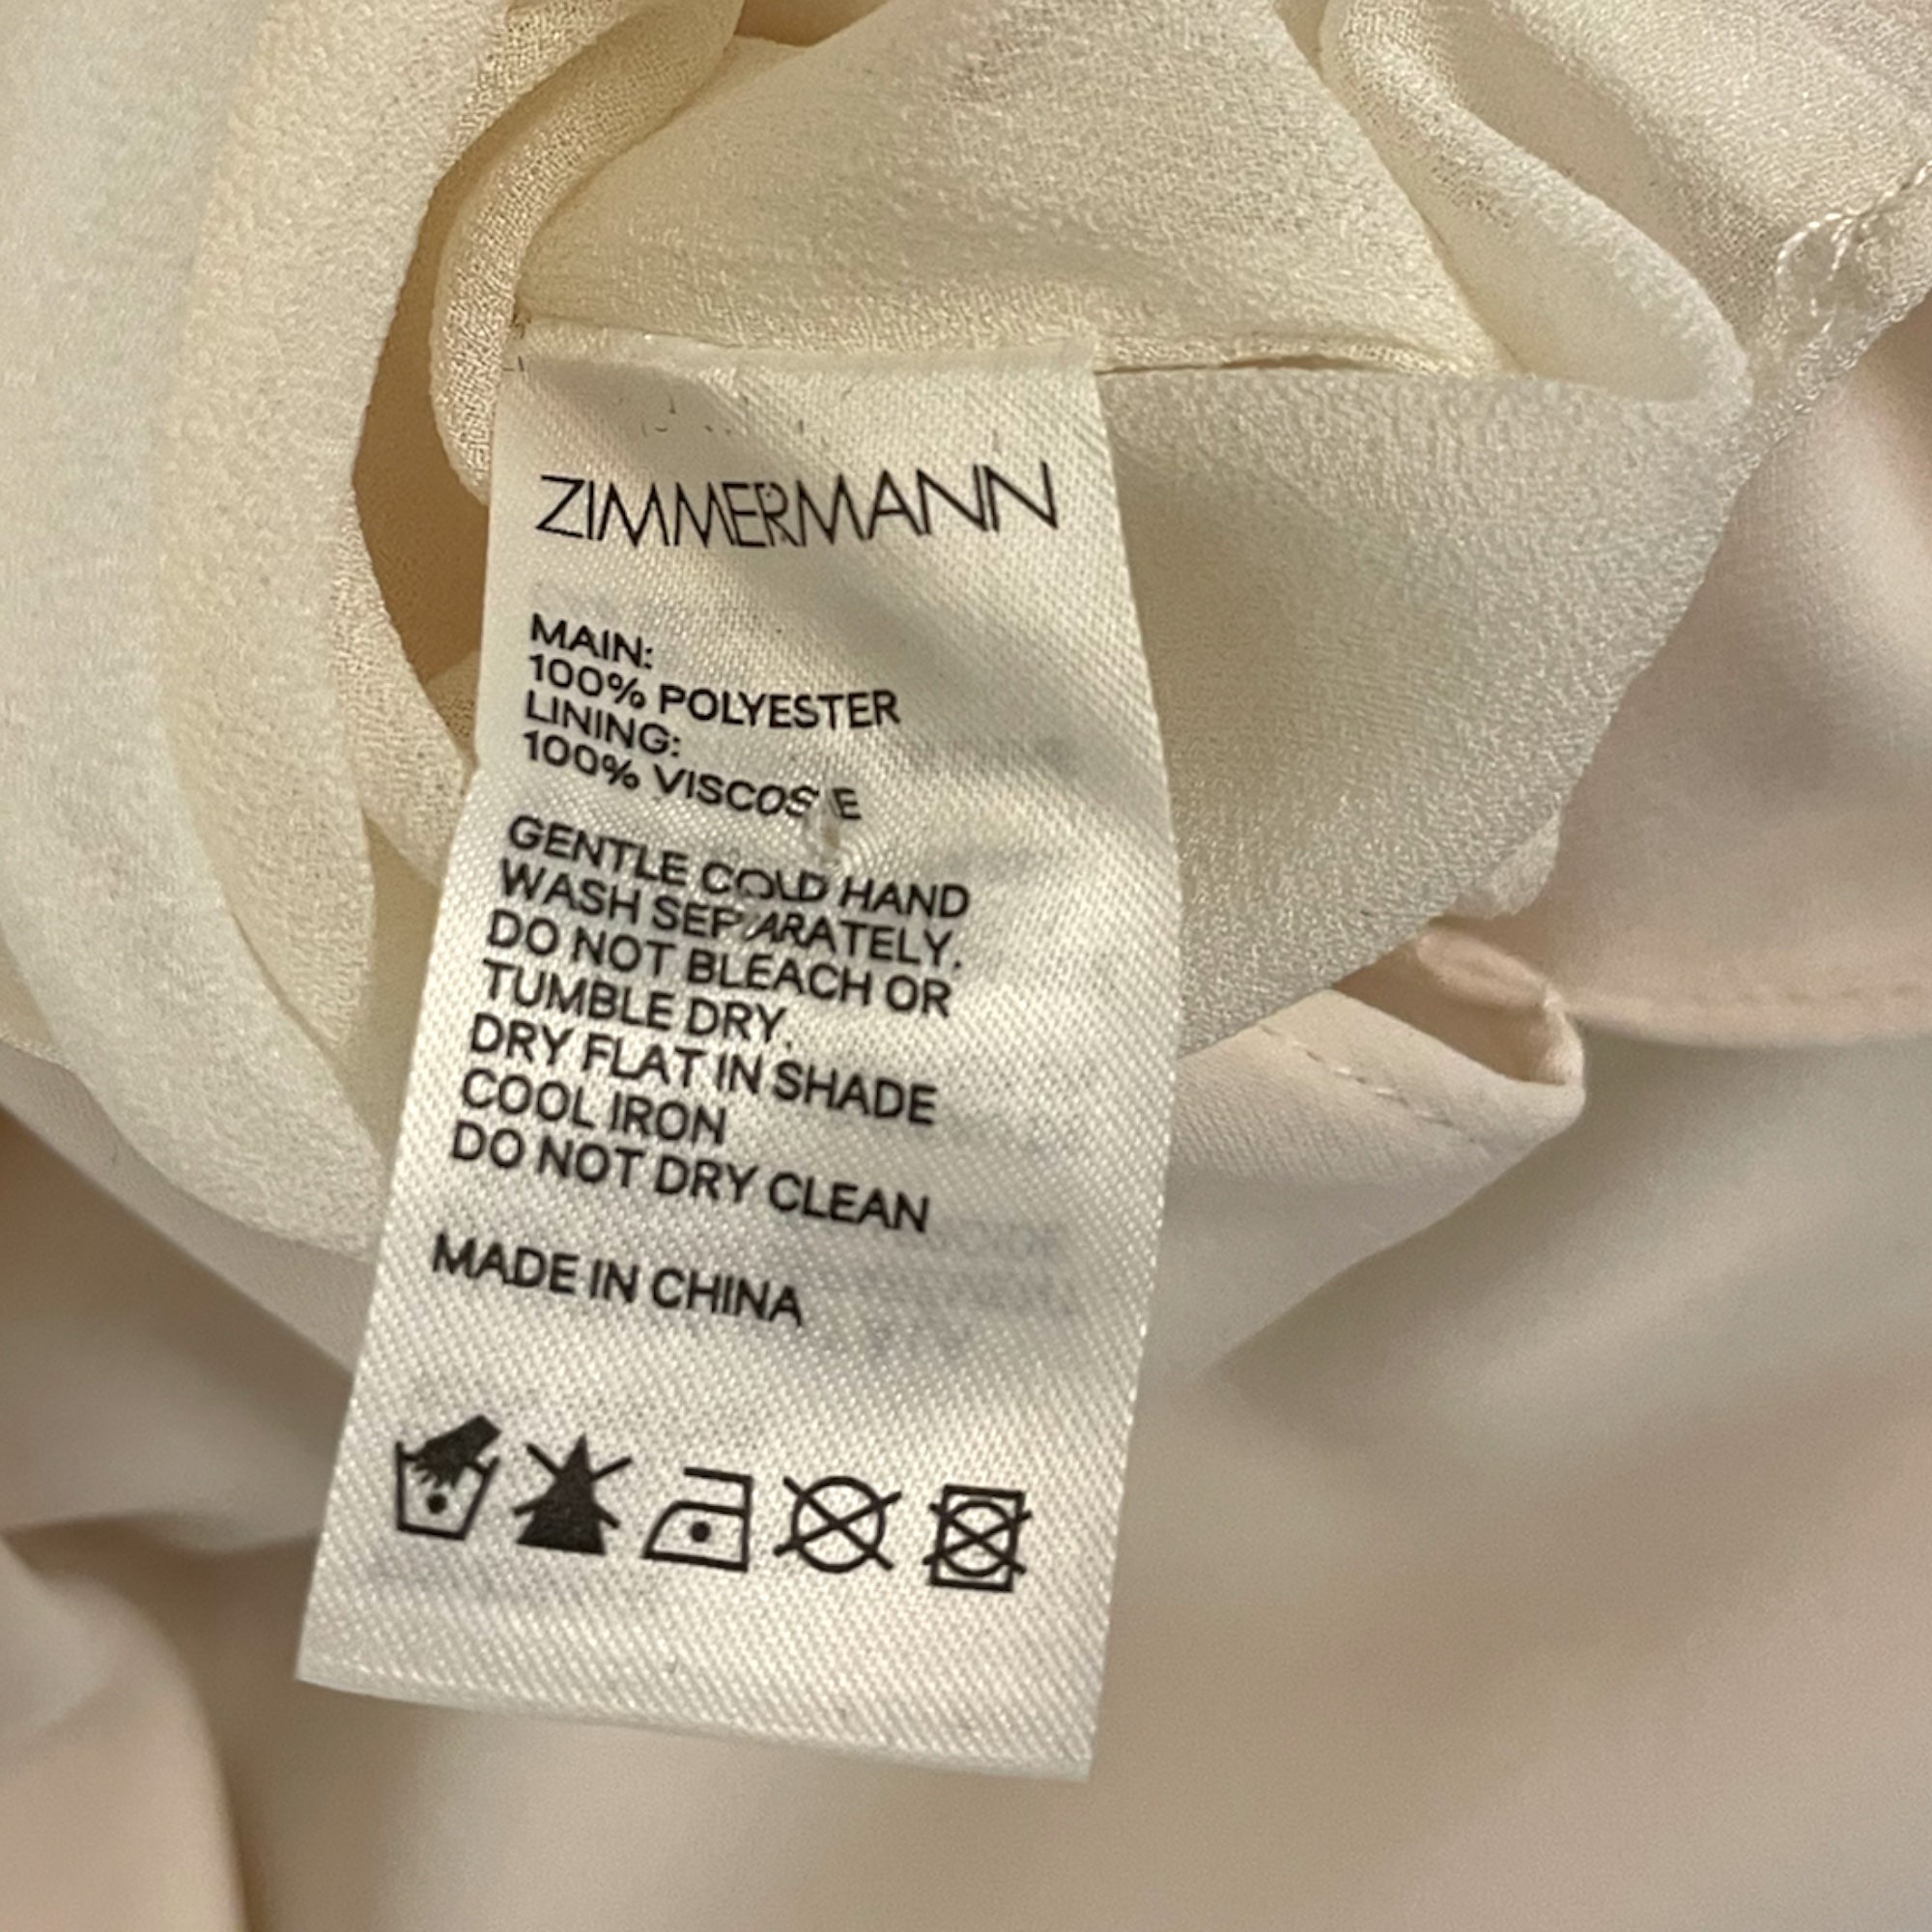 ZIMMERMANN
MAIN:
100% POLYESTER
LINING:
100% VISCOSE
GENTLE COLD HAND
WASH SEPARATELY.
DO NOT BLEACH OR
TUMBLE DRY.
DRY FLAT IN SHADE
COOL IRON
DO NOT DRY CLEAN
MADE IN CHINA